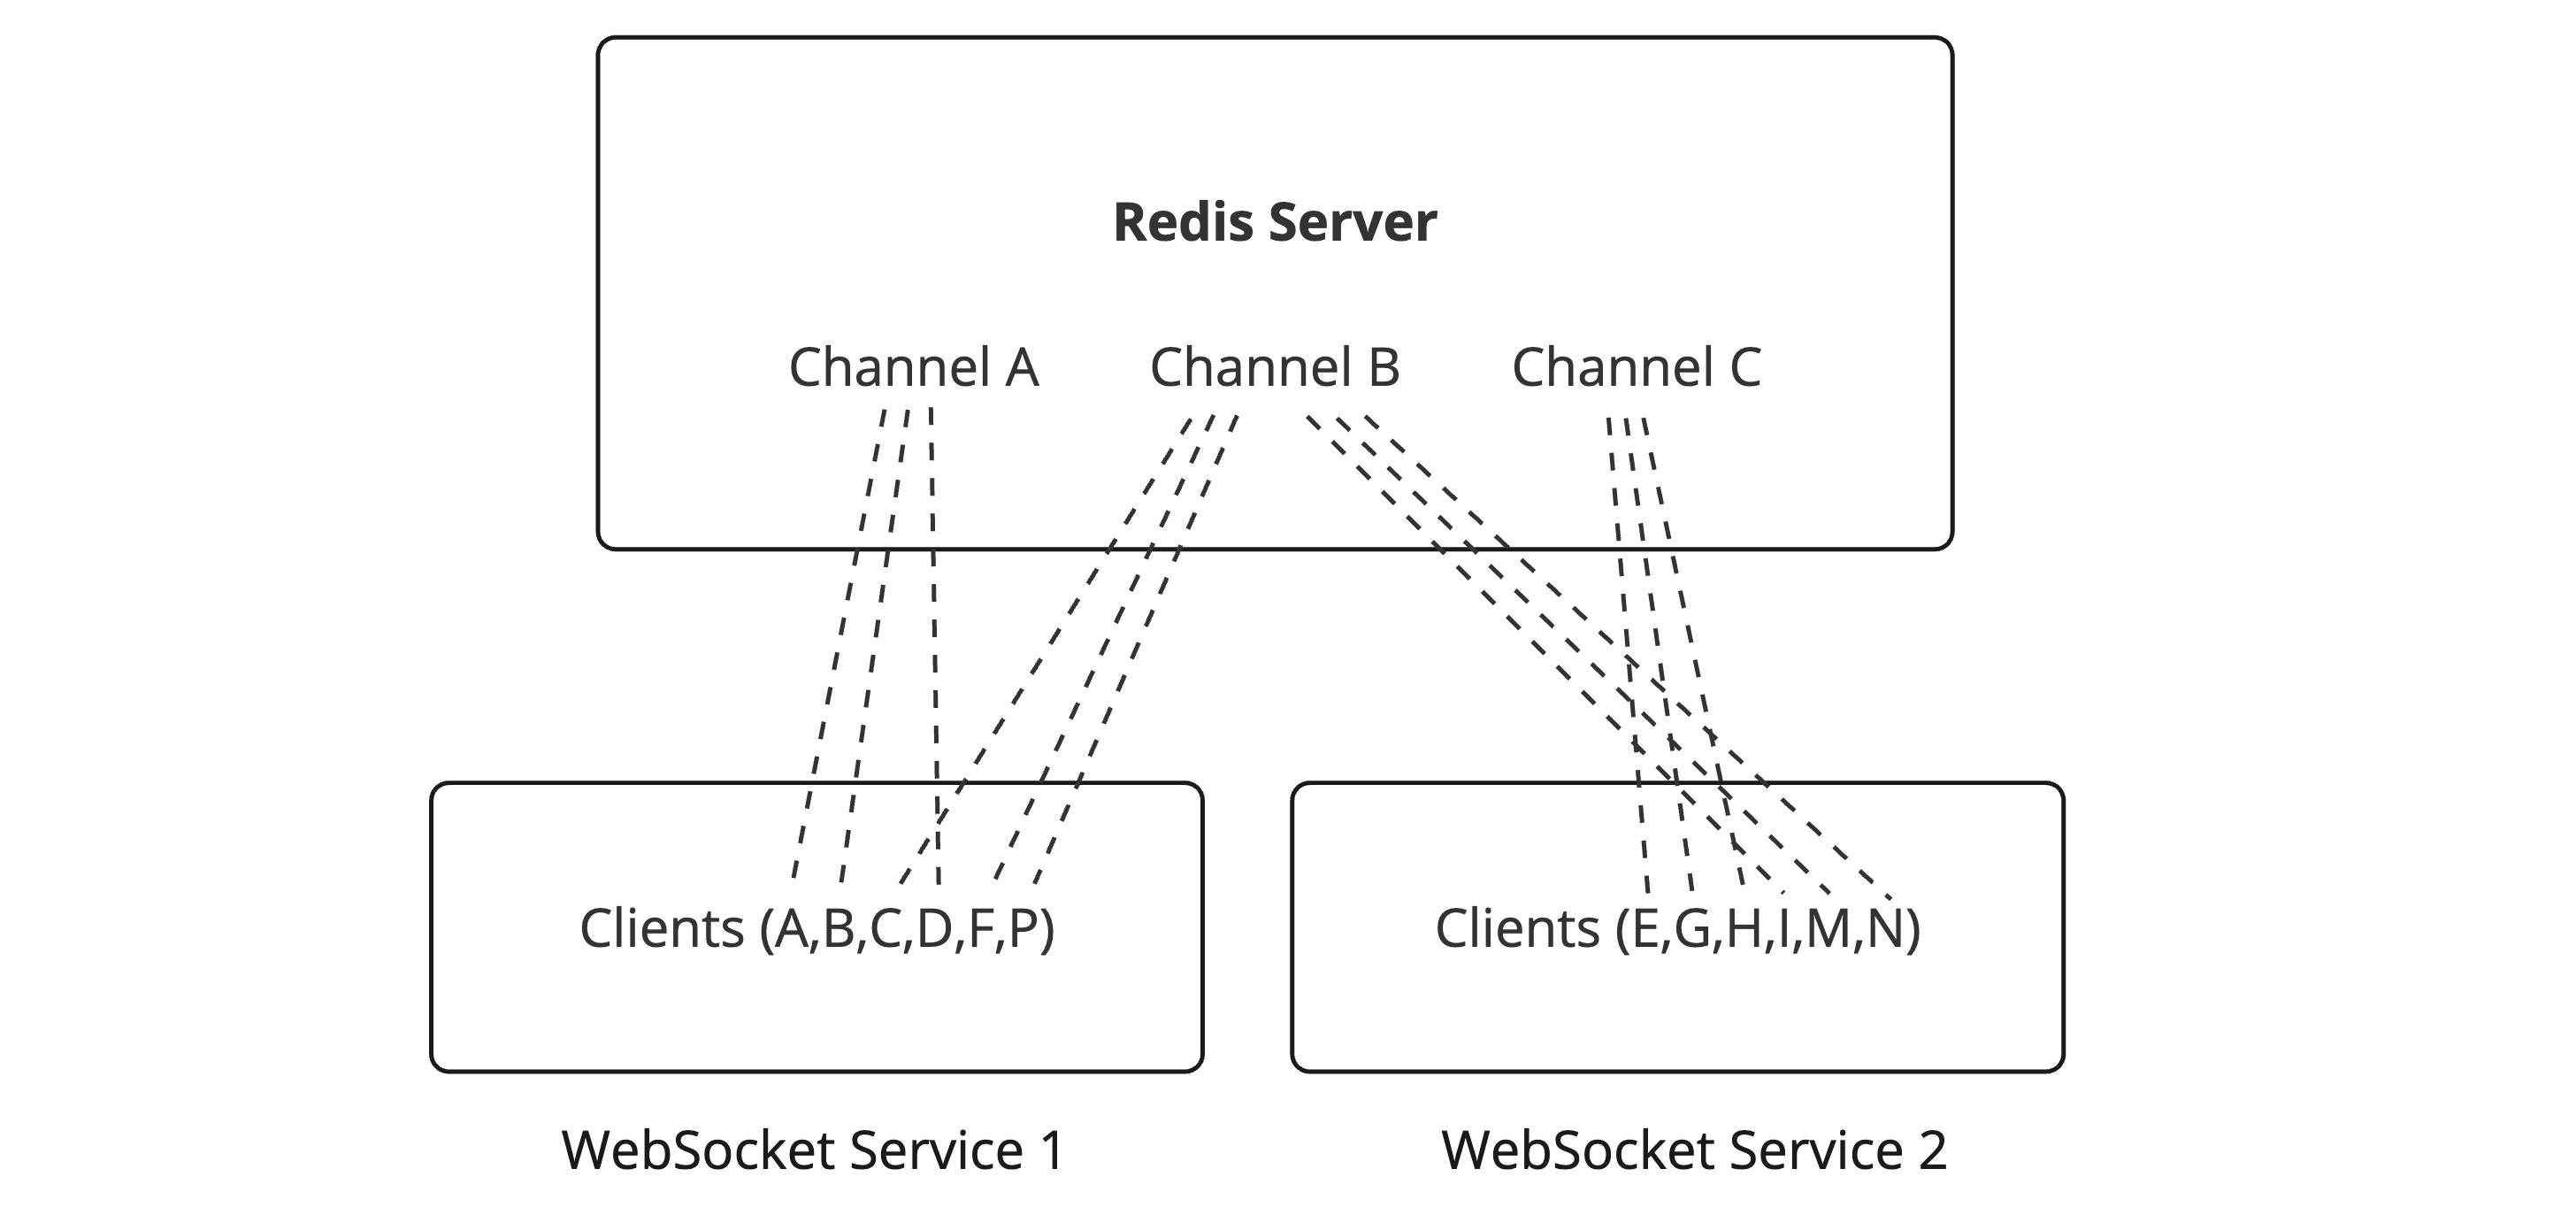 Redis Server
Channel A Channel B Channel C
Clients (A,B,C,D,F,P) Clients (E,G,H,I,M,N)
WebSocket Service 1 WebSocket Service 2